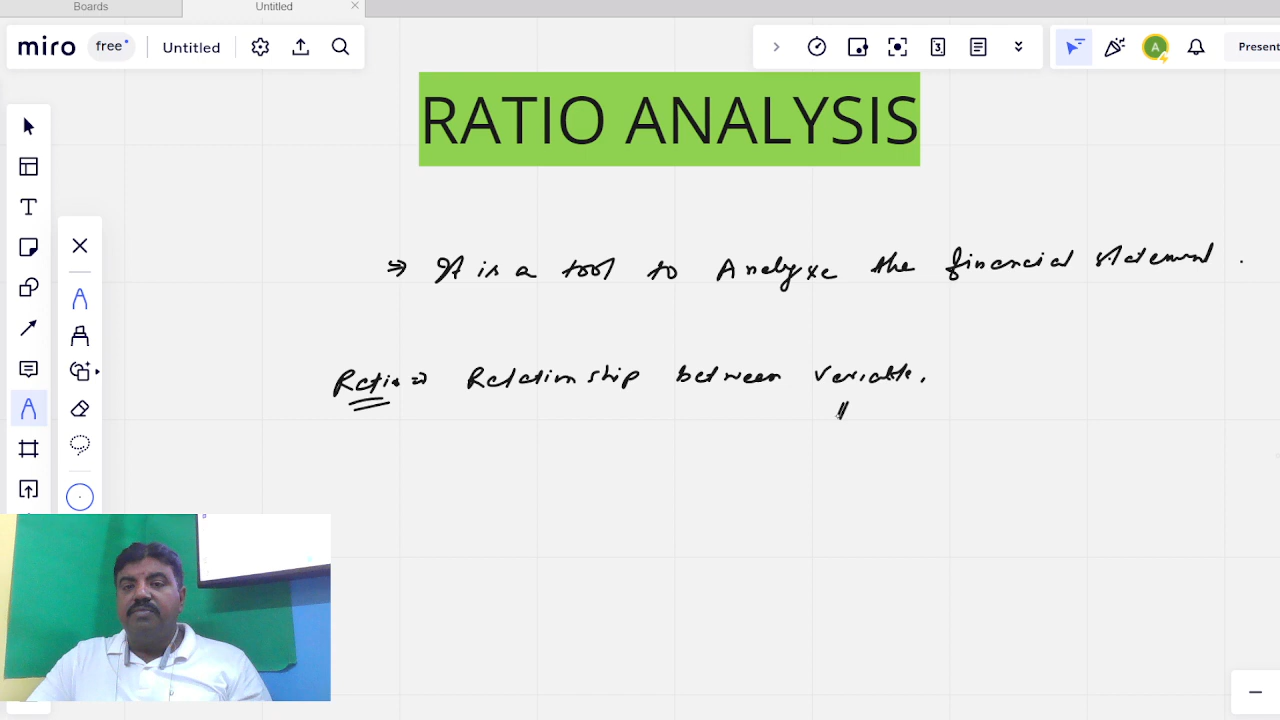 Boards Untitled
miro free Untitled 3 A Present
RATIO ANALYSIS
⇒ It is a tool to Analyze the financial statement.
Ratio ⇒ Relationship between variable.